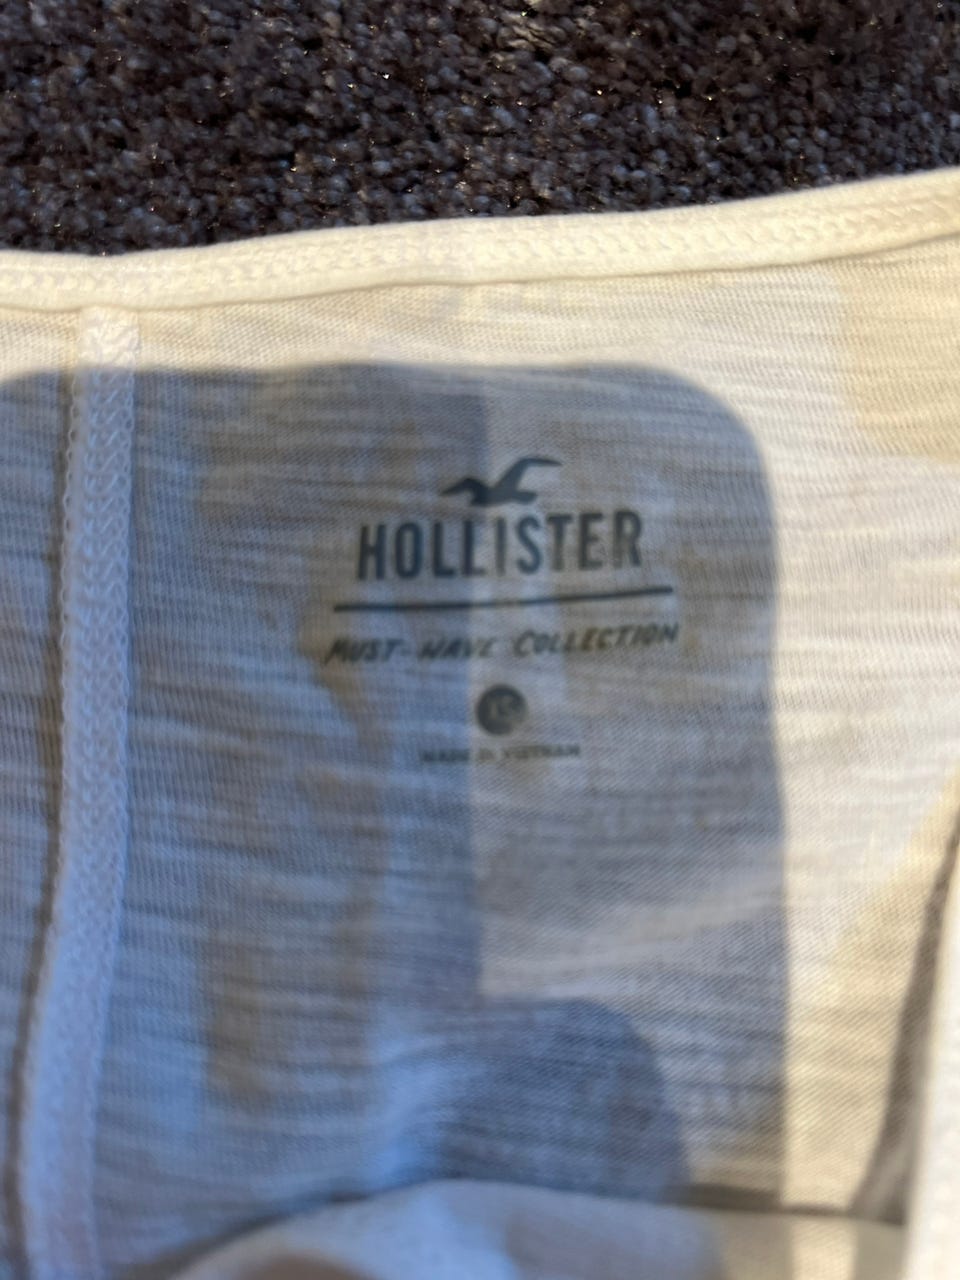 HOLLISTER
MUST-HAVE COLLECTION
MADE IN VIETNAM